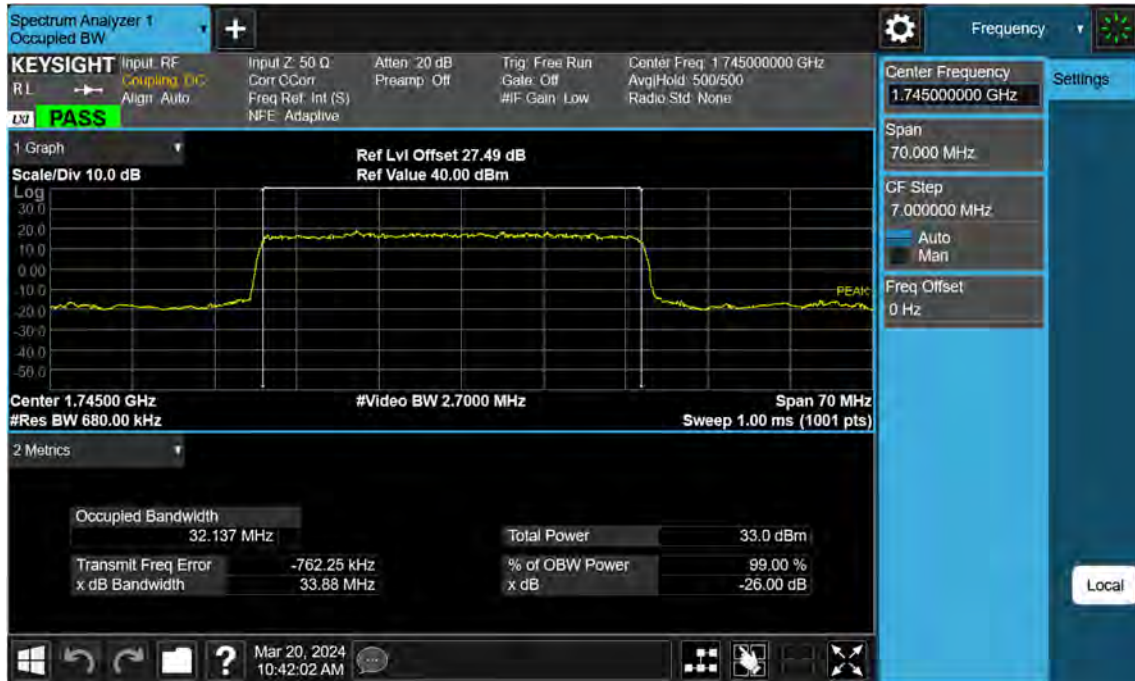 Spectrum Analyzer 1
Occupied BW
+
Frequency
KEYSIGHT Input: RF Input Z: 50 Ω Atten: 20 dB Trig: Free Run Center Freq: 1.745000000 GHz
RL Coupling: DC Corr CCorr Preamp: Off Gate: Off Avg|Hold: 500/500
Align: Auto Freq Ref: Int (S) #IF Gain: Low Radio Std: None
LXI PASS NFE: Adaptive
Center Frequency
1.745000000 GHz
Settings
Span
70.000 MHz
CF Step
7.000000 MHz
Auto
Man
Freq Offset
0 Hz
1 Graph
Ref Lvl Offset 27.49 dB
Scale/Div 10.0 dB Ref Value 40.00 dBm
Log
30.0
20.0
10.0
0.00
-10.0 PEAK
-20.0
-30.0
-40.0
-50.0
Center 1.74500 GHz #Video BW 2.7000 MHz Span 70 MHz
#Res BW 680.00 kHz Sweep 1.00 ms (1001 pts)
2 Metrics
Occupied Bandwidth
32.137 MHz Total Power 33.0 dBm
Transmit Freq Error -762.25 kHz % of OBW Power 99.00 %
x dB Bandwidth 33.88 MHz x dB -26.00 dB
Local
? Mar 20, 2024
10:42:02 AM